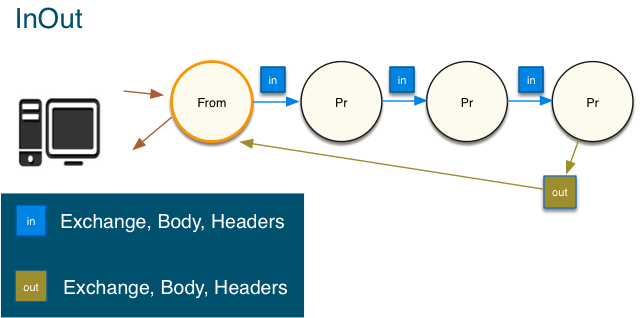 InOut
in
in
in
From
Pr
Pr
Pr
out
in Exchange, Body, Headers
out Exchange, Body, Headers